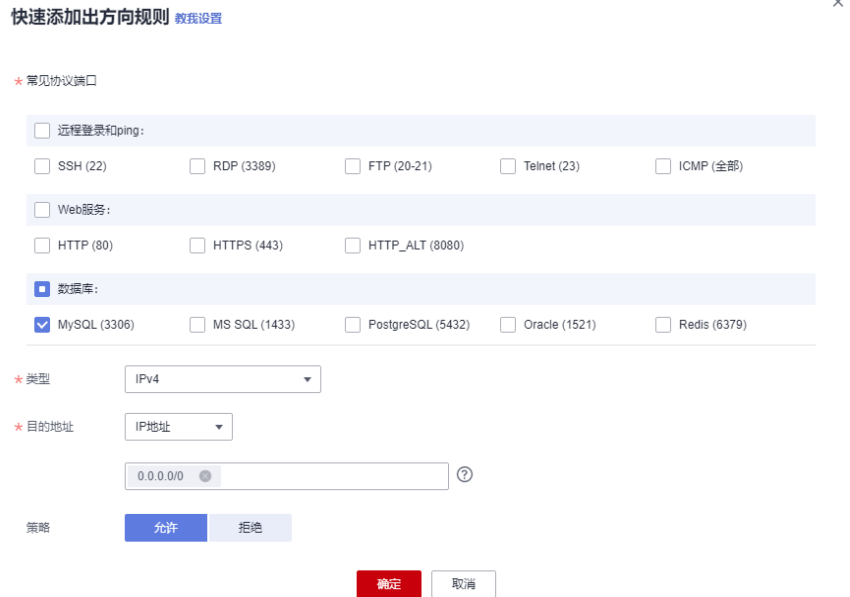 快速添加出方向规则 教我设置
* 常见协议端口
远程登录和ping:
SSH (22) RDP (3389) FTP (20-21) Telnet (23) ICMP (全部)
Web服务:
HTTP (80) HTTPS (443) HTTP_ALT (8080)
数据库:
MySQL (3306) MS SQL (1433) PostgreSQL (5432) Oracle (1521) Redis (6379)
* 类型 IPv4
* 目的地址 IP地址
0.0.0.0/0
策略 允许 拒绝
确定 取消